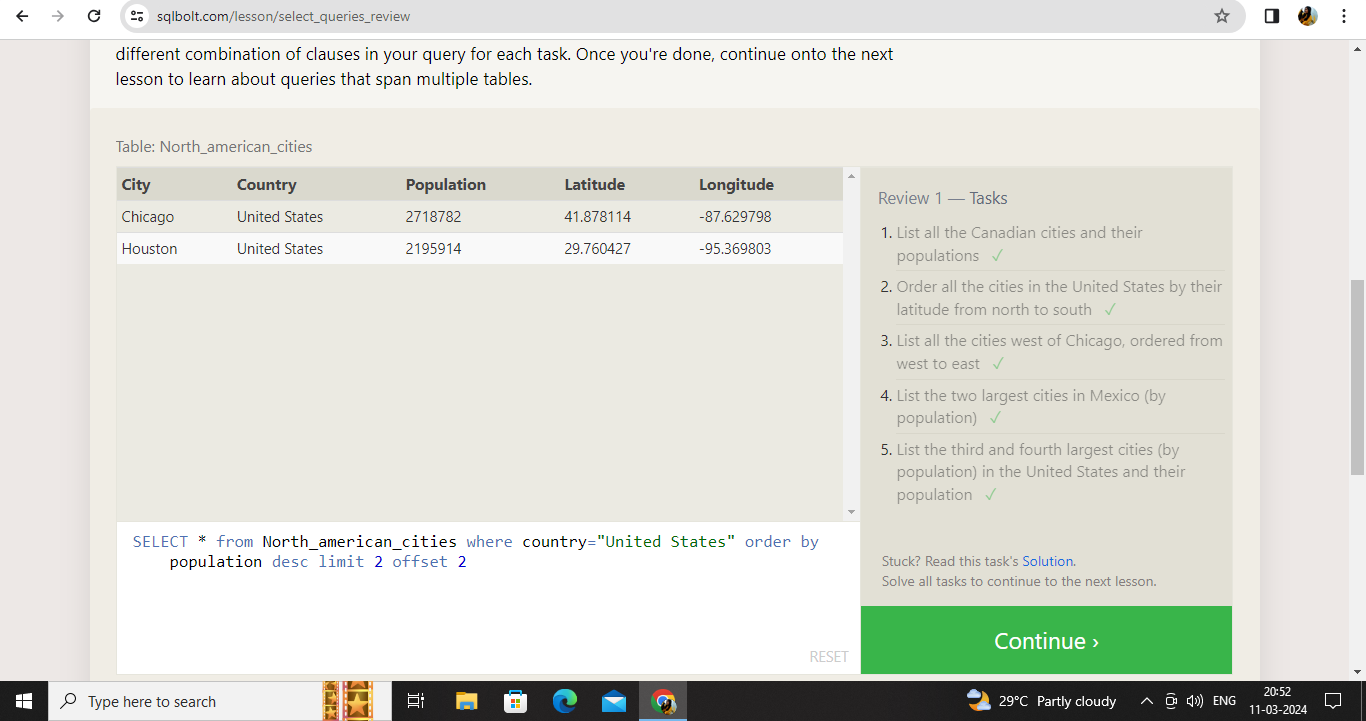 sqlbolt.com/lesson/select_queries_review
different combination of clauses in your query for each task. Once you're done, continue onto the next
lesson to learn about queries that span multiple tables.
Table: North_american_cities
City Country Population Latitude Longitude
Chicago United States 2718782 41.878114 -87.629798
Houston United States 2195914 29.760427 -95.369803
SELECT * from North_american_cities where country="United States" order by
population desc limit 2 offset 2
RESET
Review 1 — Tasks
1. List all the Canadian cities and their
populations ✓
2. Order all the cities in the United States by their
latitude from north to south ✓
3. List all the cities west of Chicago, ordered from
west to east ✓
4. List the two largest cities in Mexico (by
population) ✓
5. List the third and fourth largest cities (by
population) in the United States and their
population ✓
Stuck? Read this task's Solution.
Solve all tasks to continue to the next lesson.
Continue ›
Type here to search
29°C Partly cloudy
ENG
20:52
11-03-2024